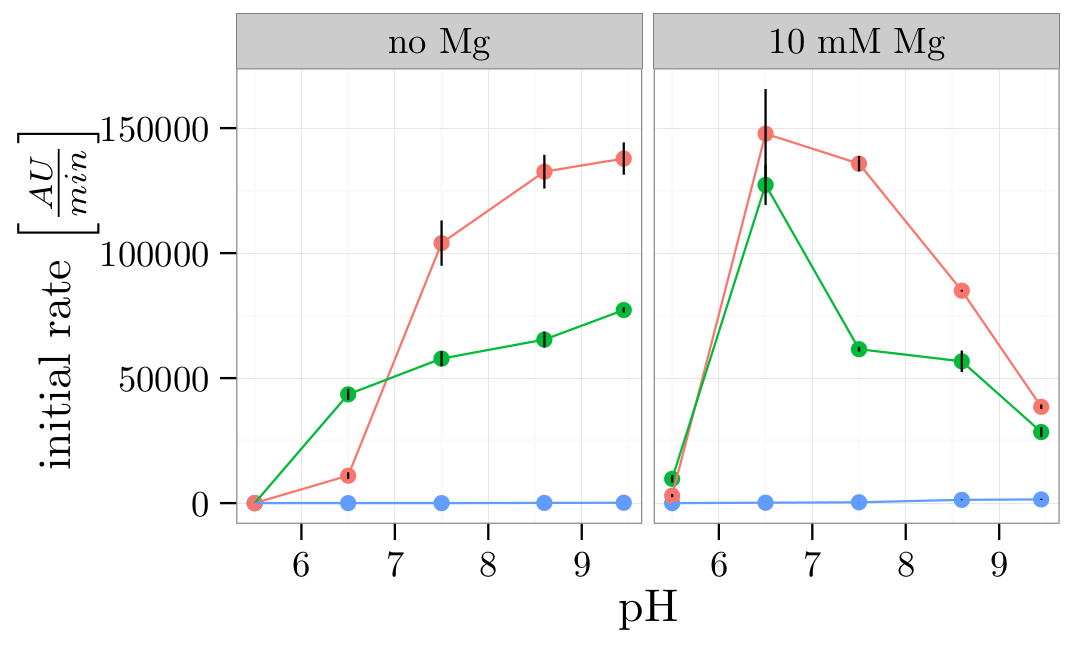 no Mg
10 mM Mg
initial rate [AU/min]
150000
100000
50000
0
6 7 8 9
6 7 8 9
pH